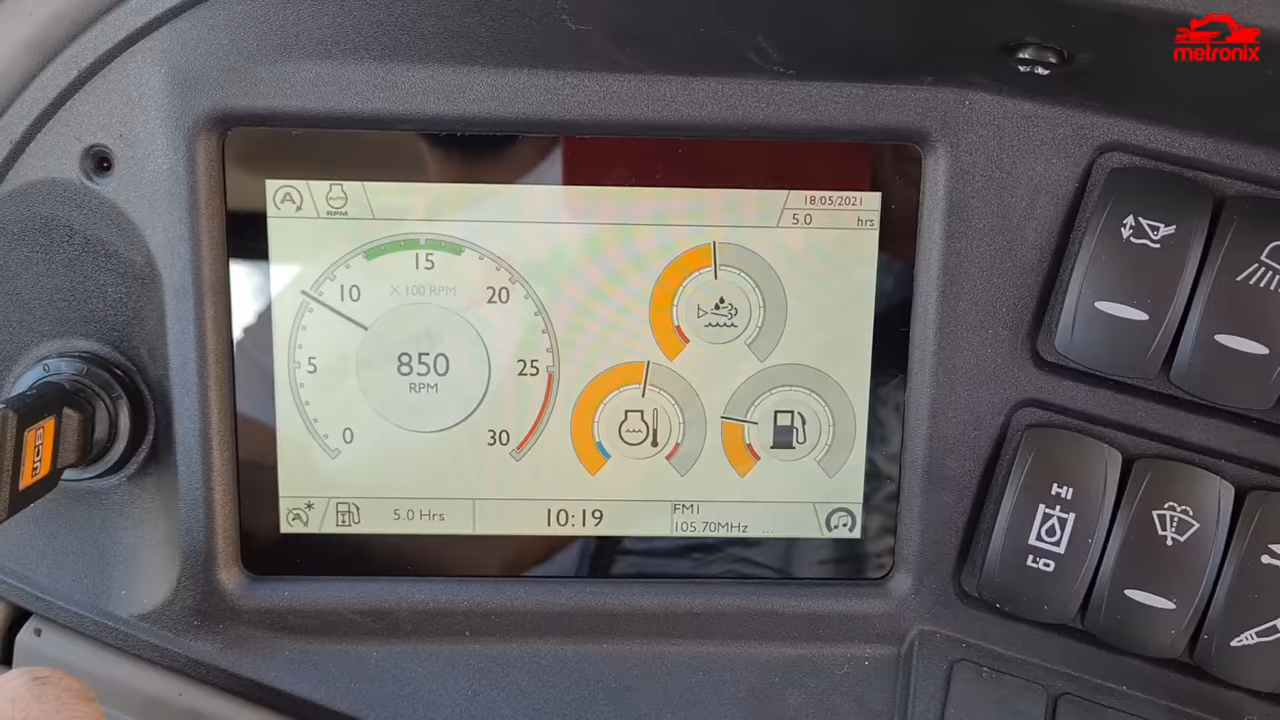 metronix
A
AUTO
RPM
18/05/2021
5.0 hrs
15
10
X 100 RPM
20
5
850
RPM
25
0
30
A
5.0 Hrs
10:19
FM1
105.70MHz
JCB
HI
LO